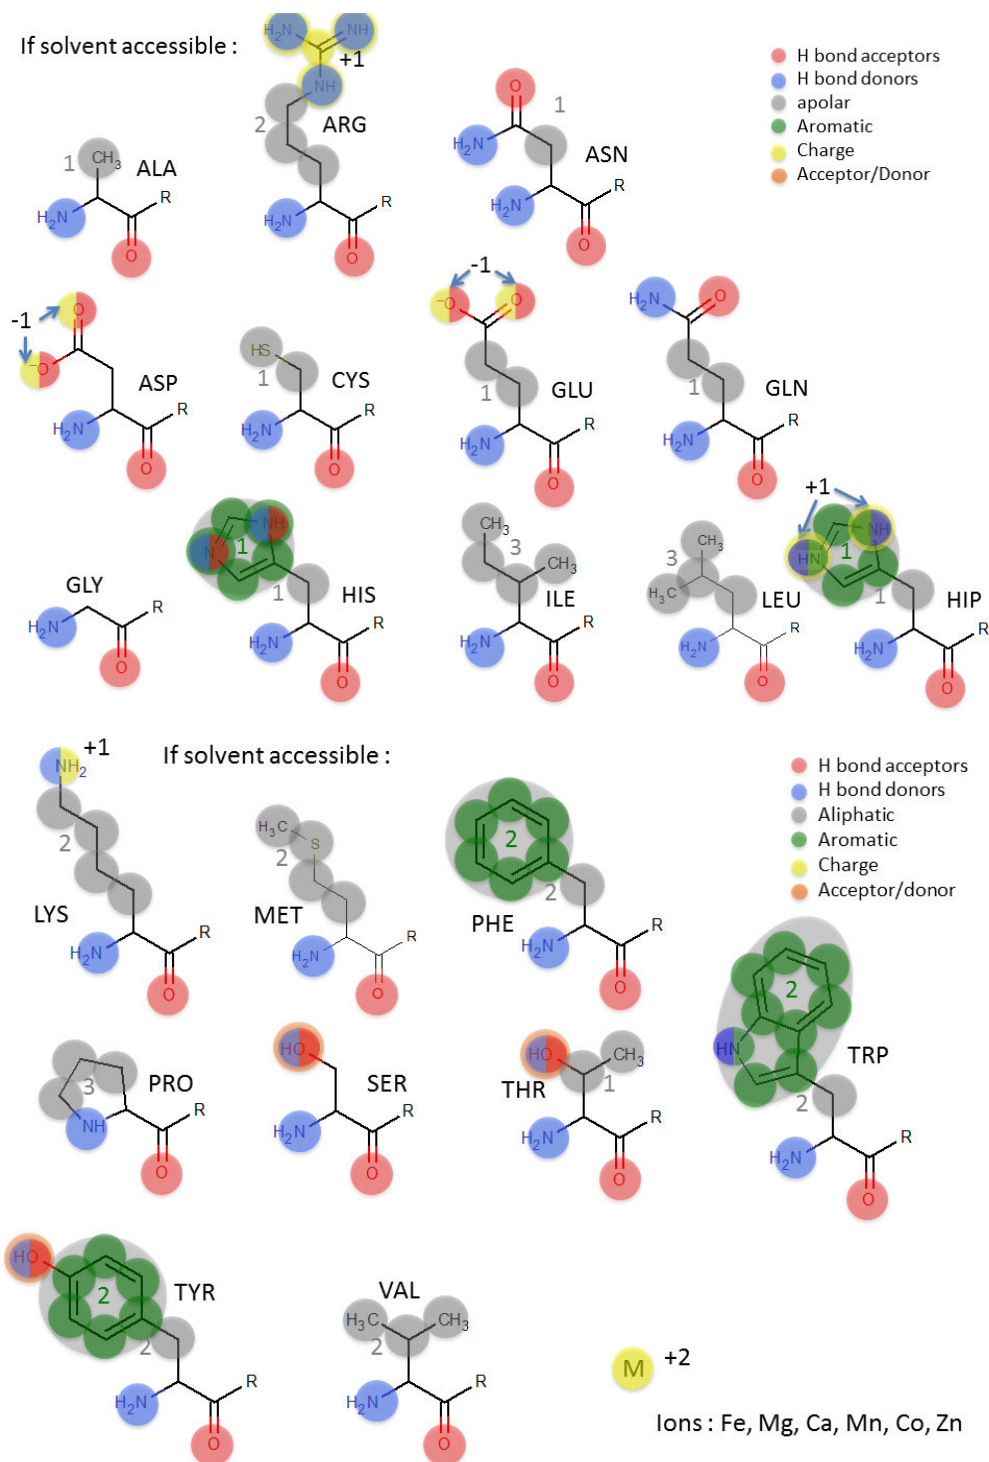 If solvent accessible :
H₂N
NH
+1
NH
2
ARG
H₂N
R
O
H bond acceptors
H bond donors
apolar
Aromatic
Charge
Acceptor/Donor
1
CH₃
ALA
H₂N
R
O
O
1
H₂N
ASN
H₂N
R
O
-1
O
⁻O
ASP
H₂N
R
O
HS
1
CYS
H₂N
R
O
-1
⁻O
O
1
GLU
H₂N
R
O
H₂N
O
1
GLN
H₂N
R
O
GLY
H₂N
R
O
NH
N
1
1
HIS
H₂N
R
O
CH₃
3
CH₃
ILE
H₂N
R
O
CH₃
3
H₃C
LEU
H₂N
R
O
+1
NH
HN
1
1
HIP
H₂N
R
O
If solvent accessible :
H bond acceptors
H bond donors
Aliphatic
Aromatic
Charge
Acceptor/donor
NH₂
+1
2
LYS
H₂N
R
O
H₃C
S
2
MET
H₂N
R
O
2
2
PHE
H₂N
R
O
2
HN
2
TRP
H₂N
R
O
3
NH
PRO
R
O
HO
SER
H₂N
R
O
HO
CH₃
1
THR
H₂N
R
O
HO
2
2
TYR
H₂N
R
O
VAL
H₃C
CH₃
2
H₂N
R
O
M
+2
Ions : Fe, Mg, Ca, Mn, Co, Zn